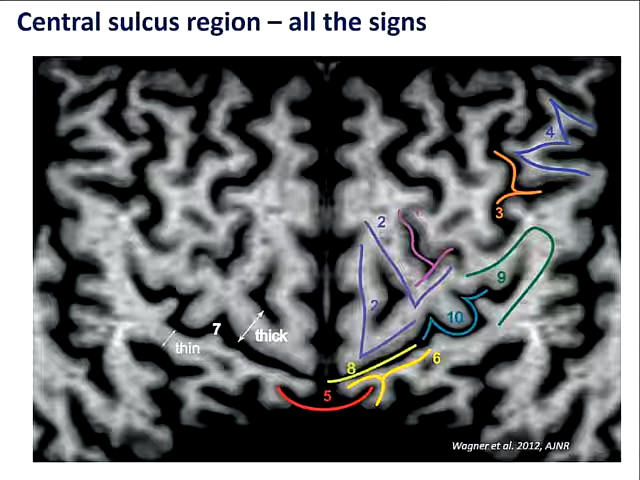 Central sulcus region – all the signs
4
3
2
9
2
10
7
thick
thin
6
8
5
Wagner et al. 2012, AJNR